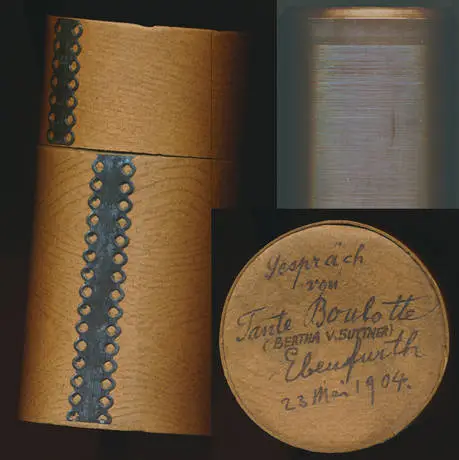 Gespräch
von
Tante Boulotte
(BERTHA V. SUTTNER)
Ebenfurth
23 Mai 1904.